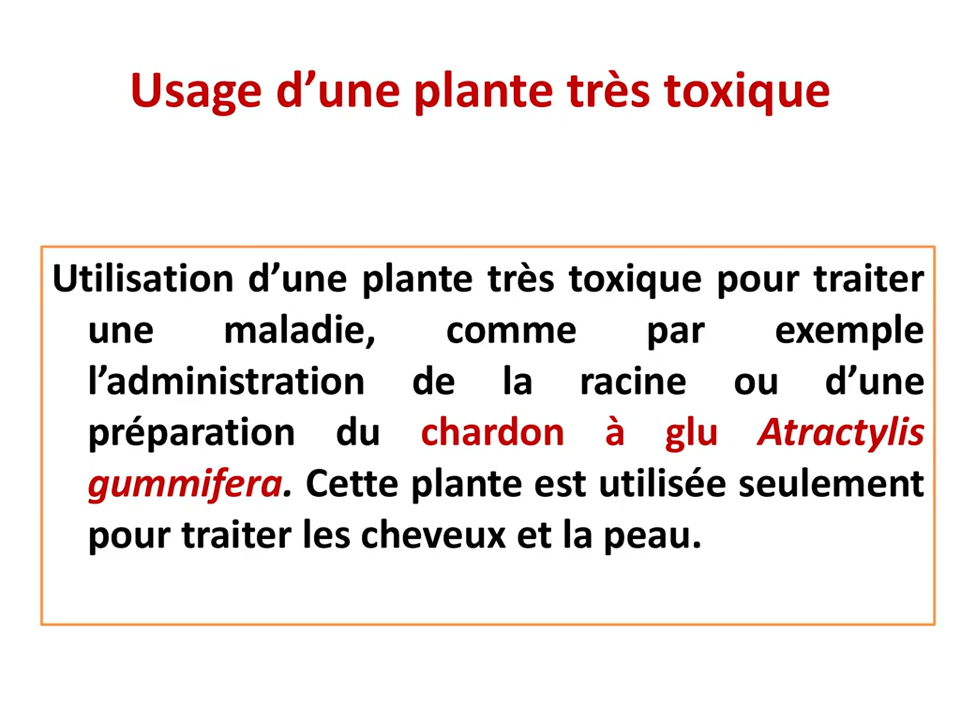 Usage d’une plante très toxique
Utilisation d’une plante très toxique pour traiter
une maladie, comme par exemple
l’administration de la racine ou d’une
préparation du chardon à glu Atractylis
gummifera. Cette plante est utilisée seulement
pour traiter les cheveux et la peau.